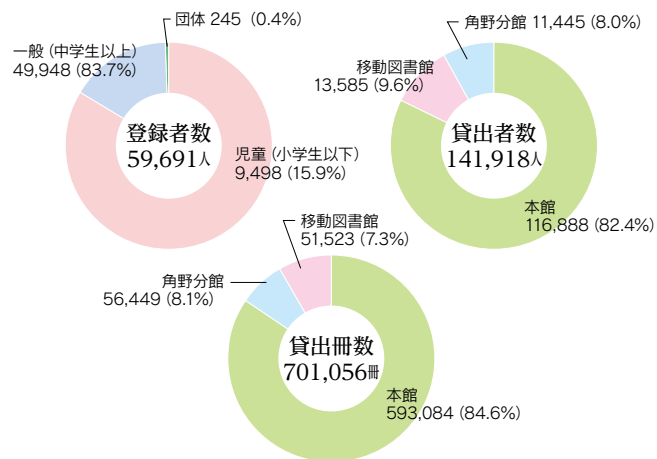 団体 245 （0.4%）
一般（中学生以上）
49,948（83.7%）
登録者数
59,691人
児童（小学生以下）
9,498（15.9%）
角野分館 11,445（8.0%）
移動図書館
13,585（9.6%）
貸出者数
141,918人
本館
116,888（82.4%）
移動図書館
51,523（7.3%）
角野分館
56,449（8.1%）
貸出冊数
701,056冊
本館
593,084（84.6%）